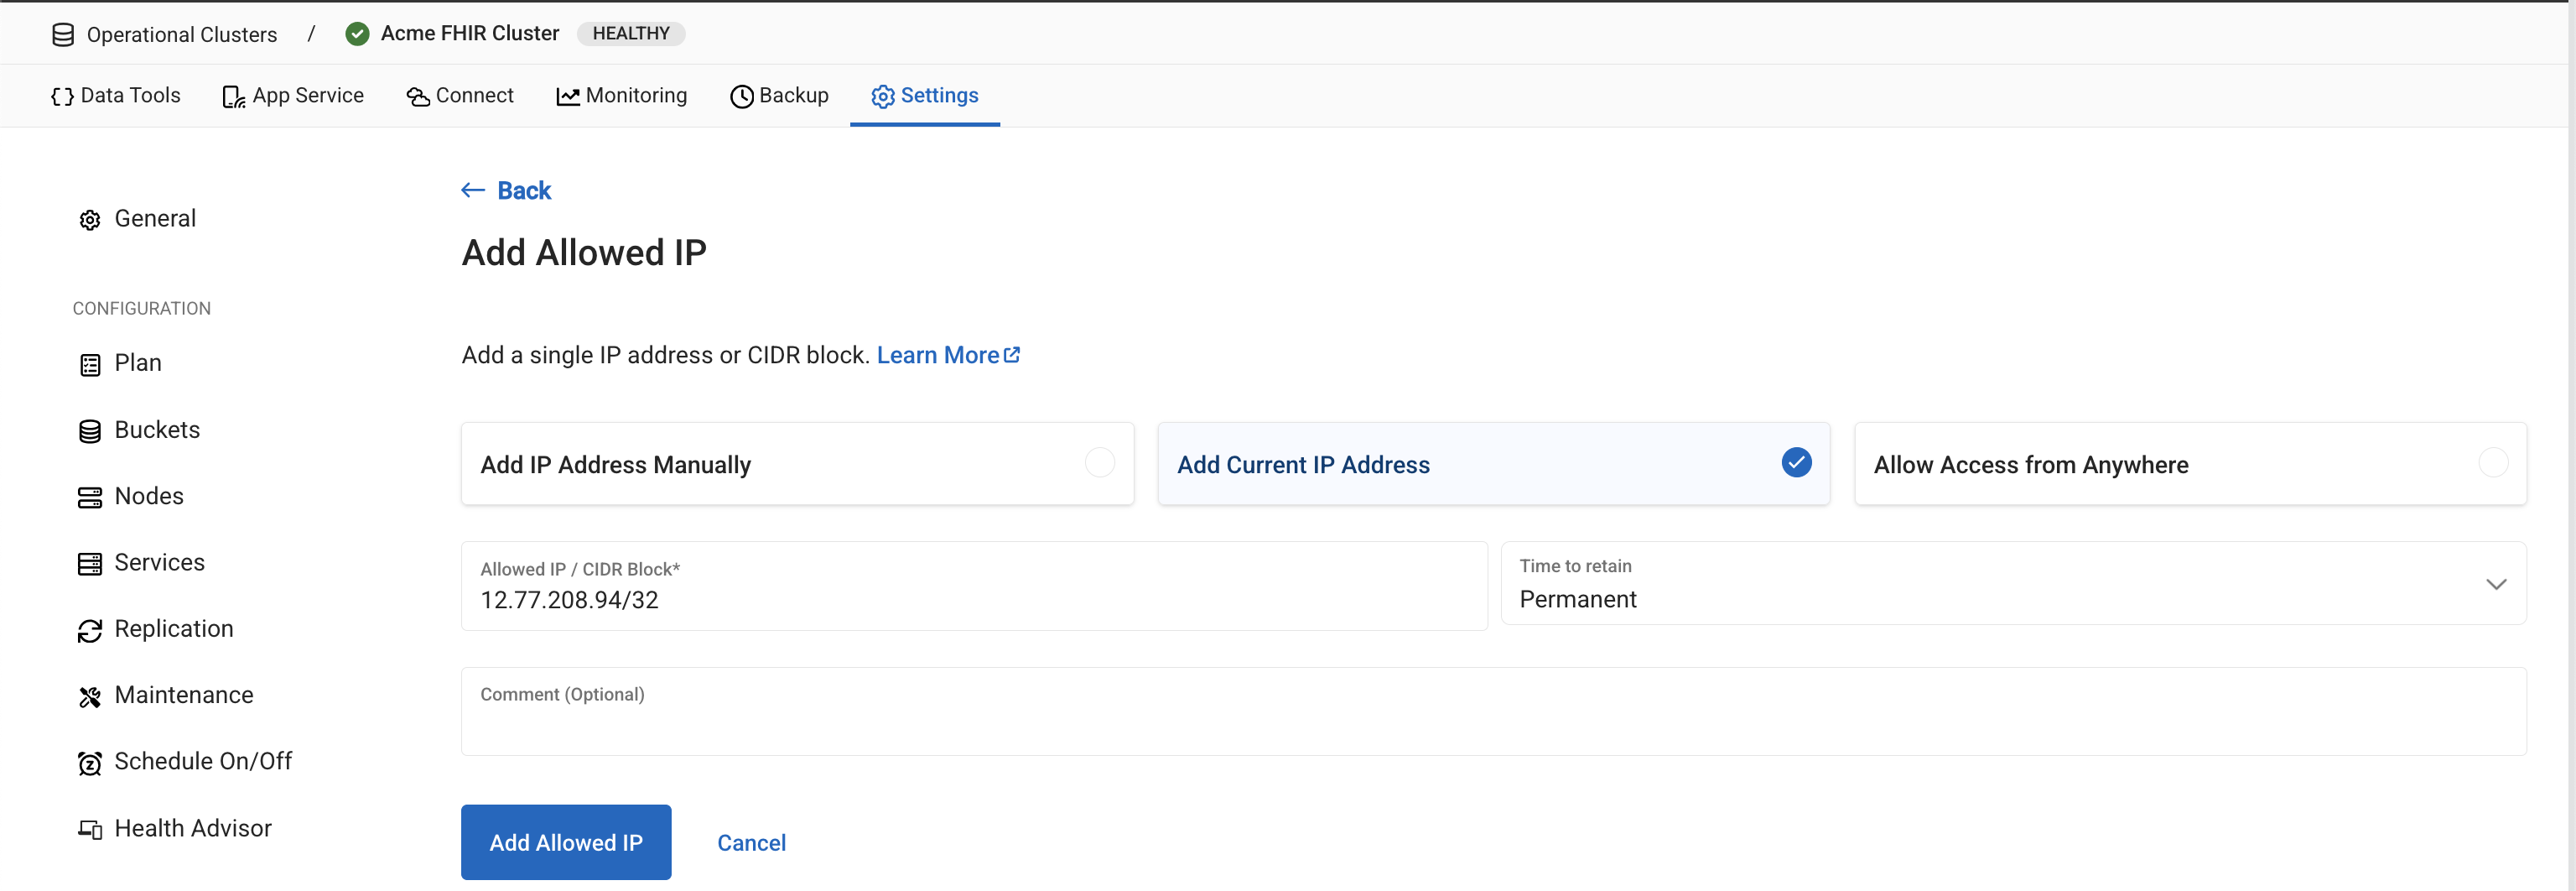 Operational Clusters / Acme FHIR Cluster HEALTHY
Data Tools App Service Connect Monitoring Backup Settings
Back
General
Add Allowed IP
CONFIGURATION
Add a single IP address or CIDR block. Learn More
Plan
Buckets
Nodes
Services
Replication
Maintenance
Schedule On/Off
Health Advisor
Add IP Address Manually
Add Current IP Address
Allow Access from Anywhere
Allowed IP / CIDR Block*
12.77.208.94/32
Time to retain
Permanent
Comment (Optional)
Add Allowed IP Cancel